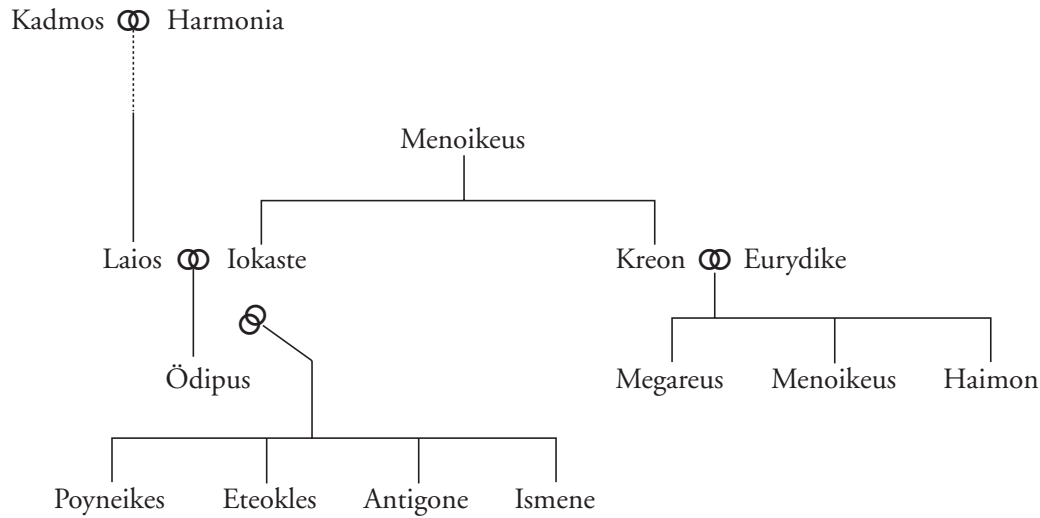 Kadmos Harmonia
Menoikeus
Laios Iokaste Kreon Eurydike
Ödipus Megareus Menoikeus Haimon
Poyneikes Eteokles Antigone Ismene